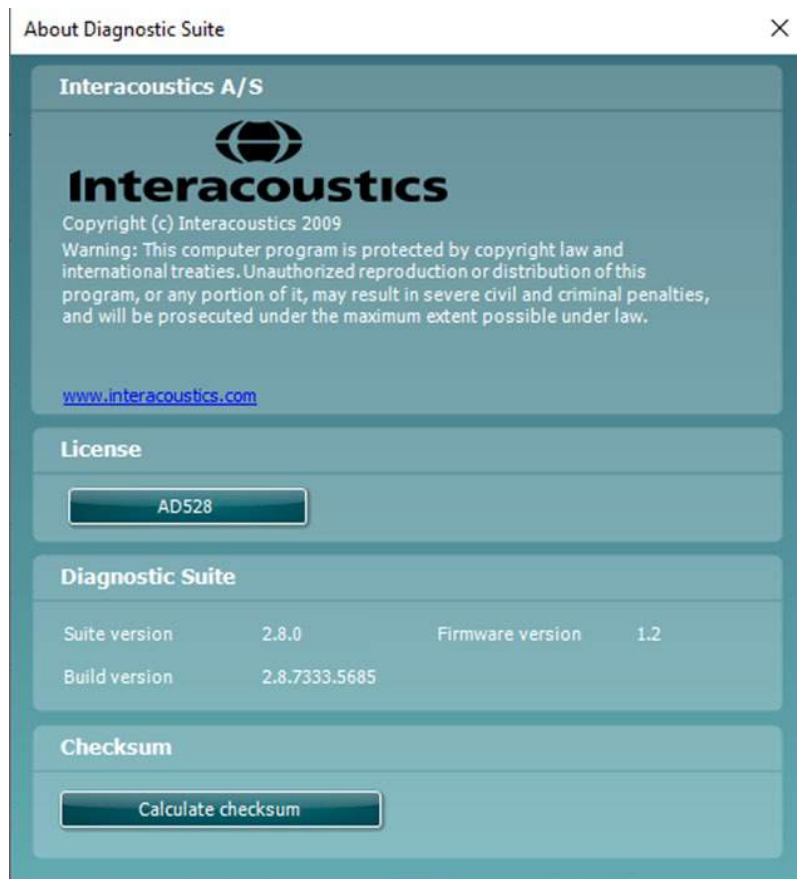 About Diagnostic Suite
Interacoustics A/S
Interacoustics
Copyright (c) Interacoustics 2009
Warning: This computer program is protected by copyright law and
international treaties. Unauthorized reproduction or distribution of this
program, or any portion of it, may result in severe civil and criminal penalties,
and will be prosecuted under the maximum extent possible under law.
www.interacoustics.com
License
AD528
Diagnostic Suite
Suite version 2.8.0 Firmware version 1.2
Build version 2.8.7333.5685
Checksum
Calculate checksum